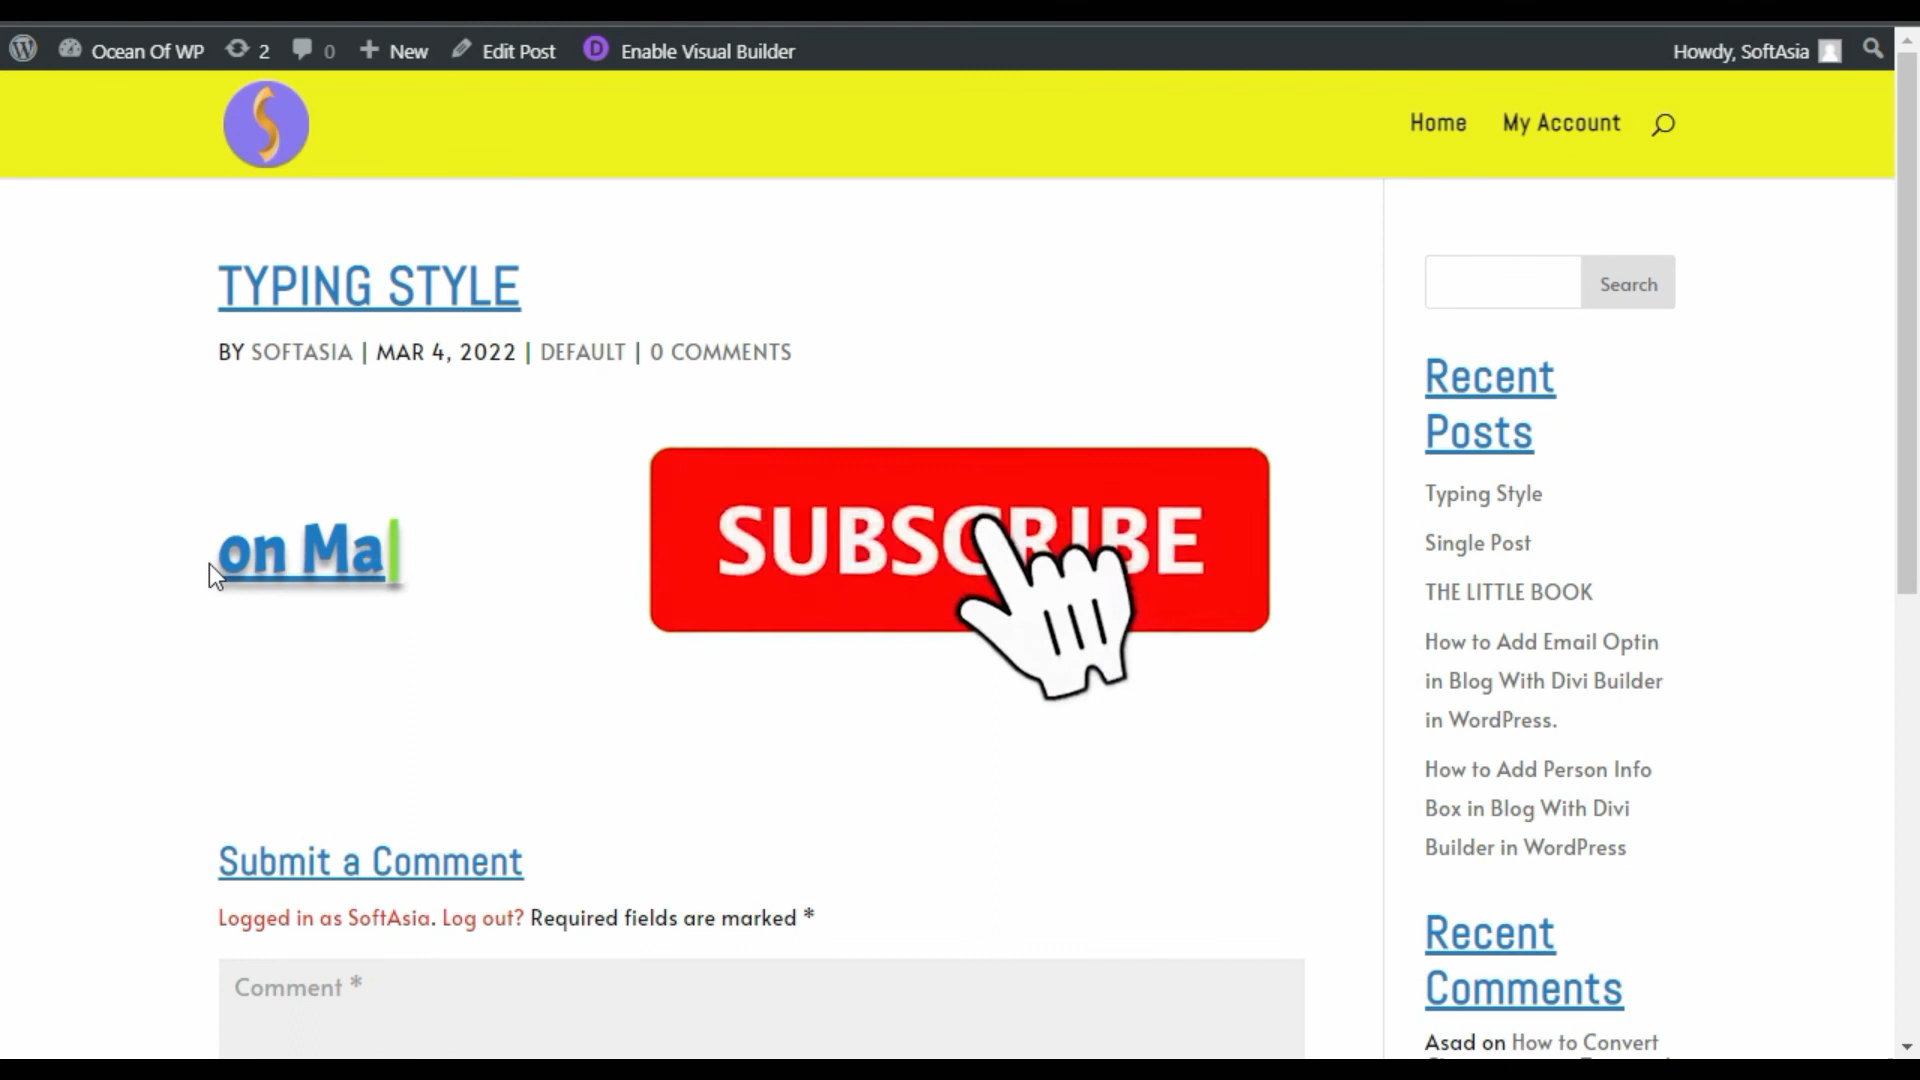 Ocean Of WP 2 0 New Edit Post D Enable Visual Builder Howdy, SoftAsia
Home My Account
TYPING STYLE
BY SOFTASIA | MAR 4, 2022 | DEFAULT | 0 COMMENTS
on Ma|
SUBSCRIBE
Submit a Comment
Logged in as SoftAsia. Log out? Required fields are marked *
Comment *
Search
Recent
Posts
Typing Style
Single Post
THE LITTLE BOOK
How to Add Email Optin
in Blog With Divi Builder
in WordPress.
How to Add Person Info
Box in Blog With Divi
Builder in WordPress
Recent
Comments
Asad on How to Convert